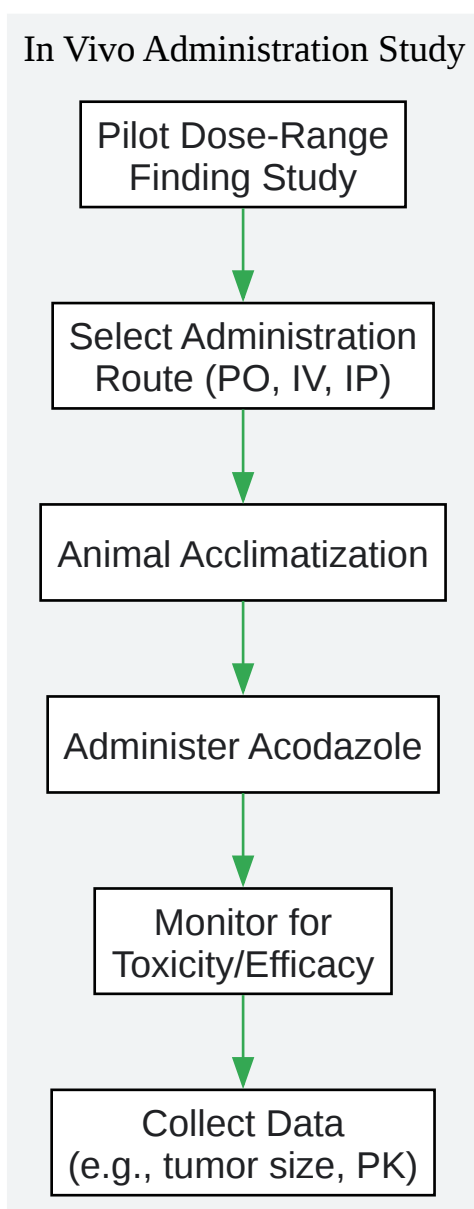 In Vivo Administration Study
Pilot Dose-Range
Finding Study
Select Administration
Route (PO, IV, IP)
Animal Acclimatization
Administer Acodazole
Monitor for
Toxicity/Efficacy
Collect Data
(e.g., tumor size, PK)